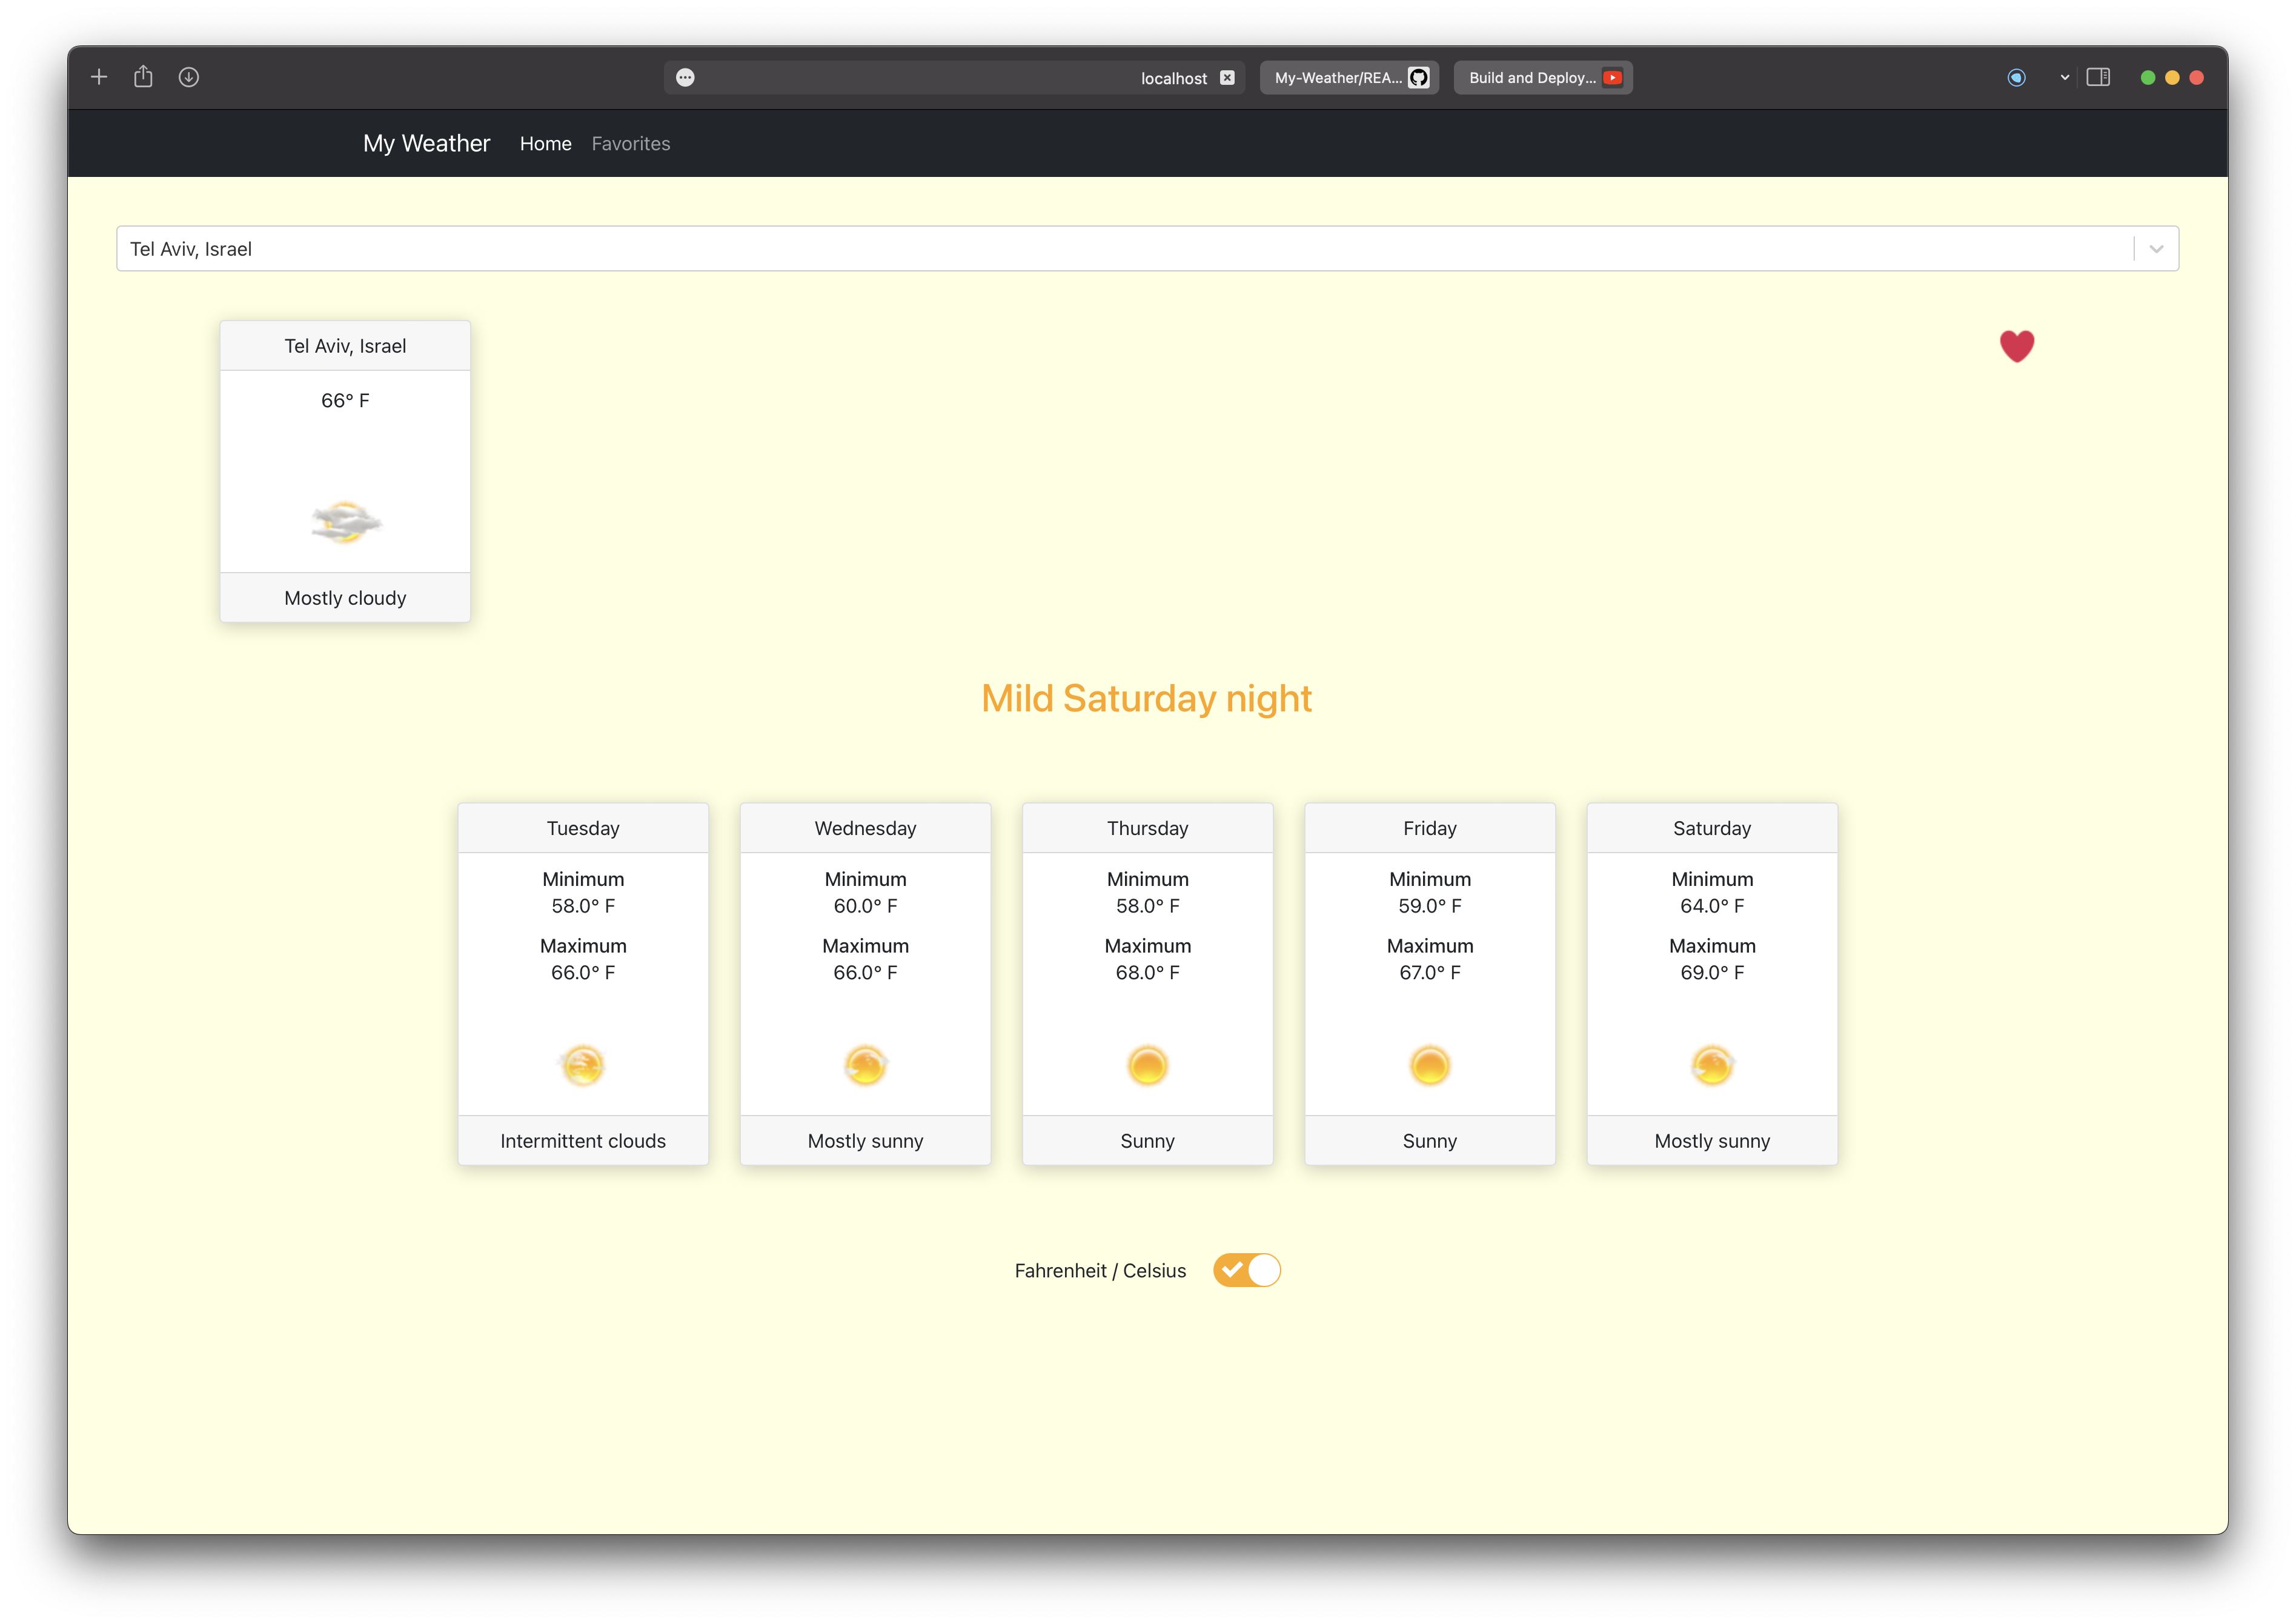 localhost
My-Weather/REA...
Build and Deploy...
My Weather
Home
Favorites
Tel Aviv, Israel
Tel Aviv, Israel
66° F
Mostly cloudy
Mild Saturday night
Tuesday
Minimum
58.0° F
Maximum
66.0° F
Intermittent clouds
Wednesday
Minimum
60.0° F
Maximum
66.0° F
Mostly sunny
Thursday
Minimum
58.0° F
Maximum
68.0° F
Sunny
Friday
Minimum
59.0° F
Maximum
67.0° F
Sunny
Saturday
Minimum
64.0° F
Maximum
69.0° F
Mostly sunny
Fahrenheit / Celsius